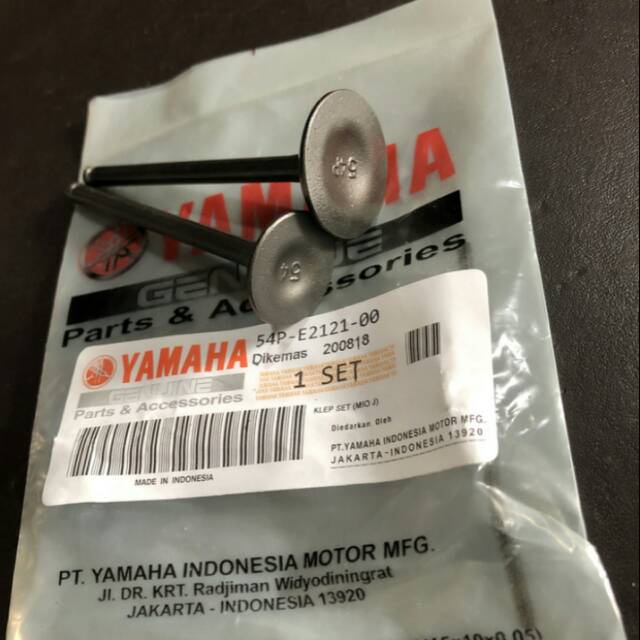 54P
54
YAMAHA
GENUINE
Parts & Accessories
YAMAHA
GENUINE
Parts & Accessories
54P-E2121-00
Dikemas 200818
1 SET
KLEP SET (MIO J)
Diedarkan Oleh
PT.YAMAHA INDONESIA MOTOR MFG.
JAKARTA-INDONESIA 13920
MADE IN INDONESIA
PT. YAMAHA INDONESIA MOTOR MFG.
Jl. DR. KRT. Radjiman Widyodiningrat
JAKARTA - INDONESIA 13920